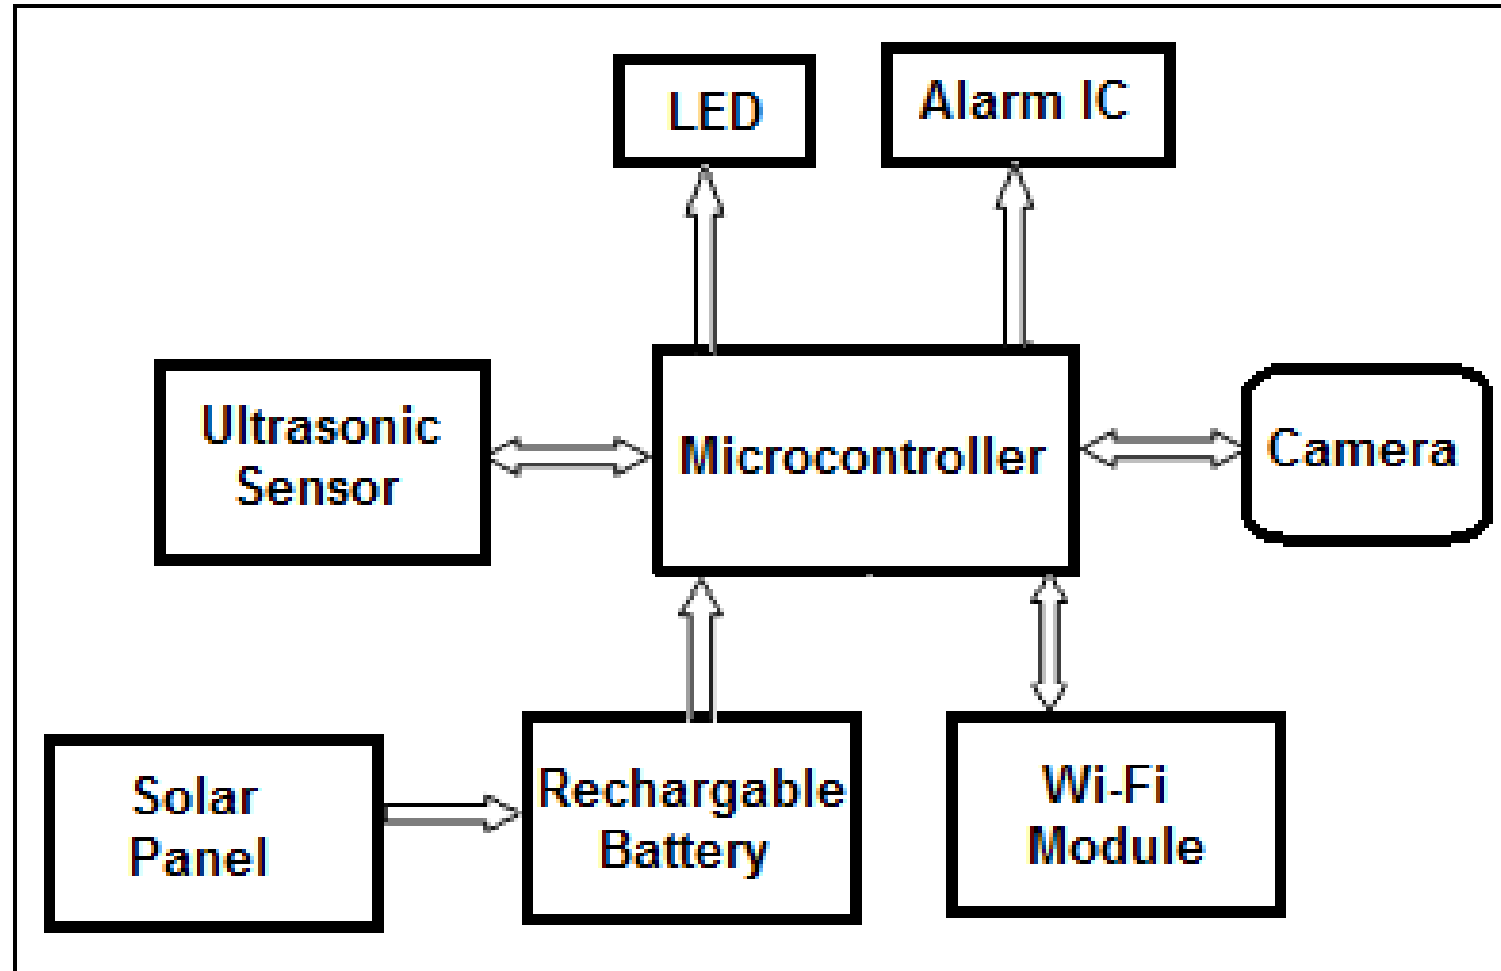 LED
Alarm IC
Ultrasonic
Sensor
Microcontroller
Camera
Solar
Panel
Rechargable
Battery
Wi-Fi
Module